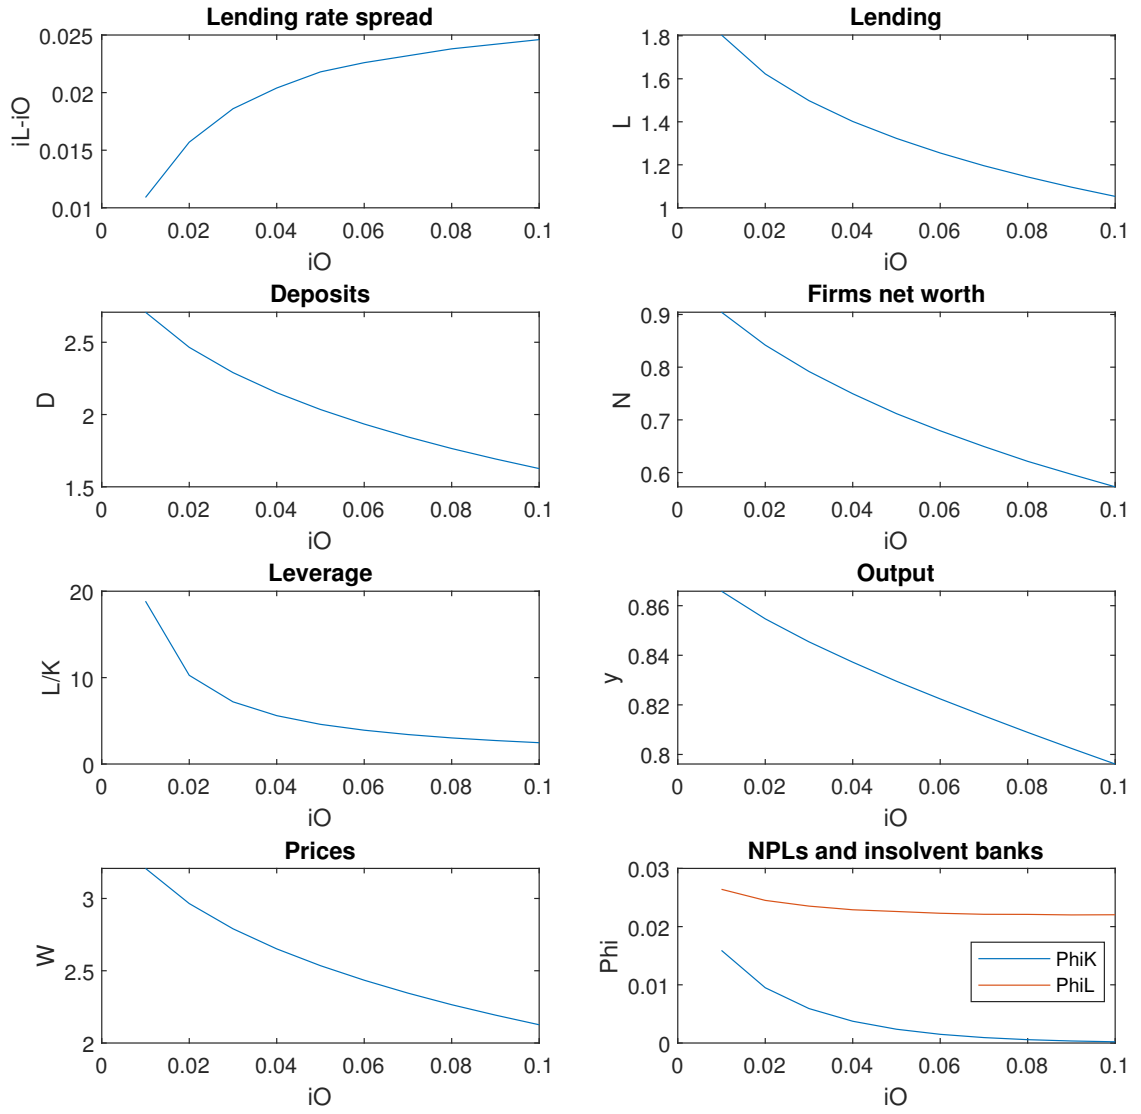 Lending rate spread
0.025
0.02
0.015
0.01
iL-iO
0 0.02 0.04 0.06 0.08 0.1
iO
Lending
1.8
1.6
1.4
1.2
1
L
0 0.02 0.04 0.06 0.08 0.1
iO
Deposits
2.5
2
1.5
D
0 0.02 0.04 0.06 0.08 0.1
iO
Firms net worth
0.9
0.8
0.7
0.6
N
0 0.02 0.04 0.06 0.08 0.1
iO
Leverage
20
10
0
L/K
0 0.02 0.04 0.06 0.08 0.1
iO
Output
0.86
0.84
0.82
0.8
y
0 0.02 0.04 0.06 0.08 0.1
iO
Prices
3
2.5
2
W
0 0.02 0.04 0.06 0.08 0.1
iO
NPLs and insolvent banks
0.03
0.02
0.01
0
Phi
PhiK
PhiL
0 0.02 0.04 0.06 0.08 0.1
iO